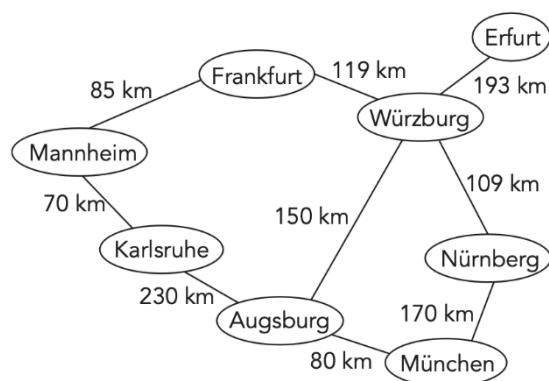 Erfurt
Frankfurt
119 km
193 km
85 km
Würzburg
Mannheim
109 km
70 km
150 km
Karlsruhe
Nürnberg
230 km
Augsburg
170 km
80 km
München